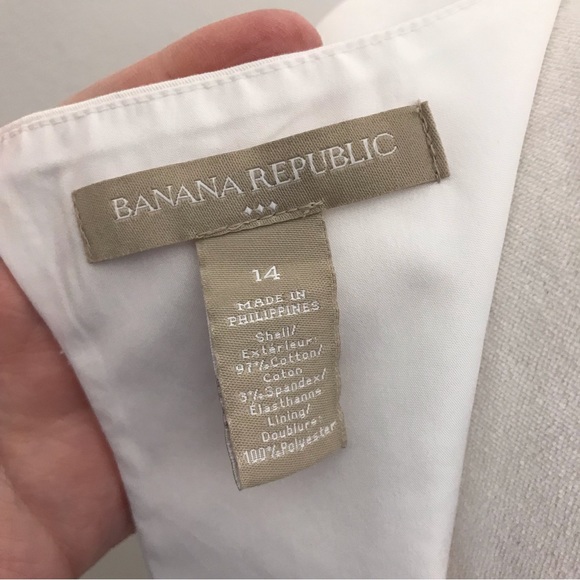 BANANA REPUBLIC
14
MADE IN
PHILIPPINES
Shell/
Extérieur:
97%Cotton/
Coton
3%Spandex/
Élasthanne
Lining/
Doublure:
100%Polyester